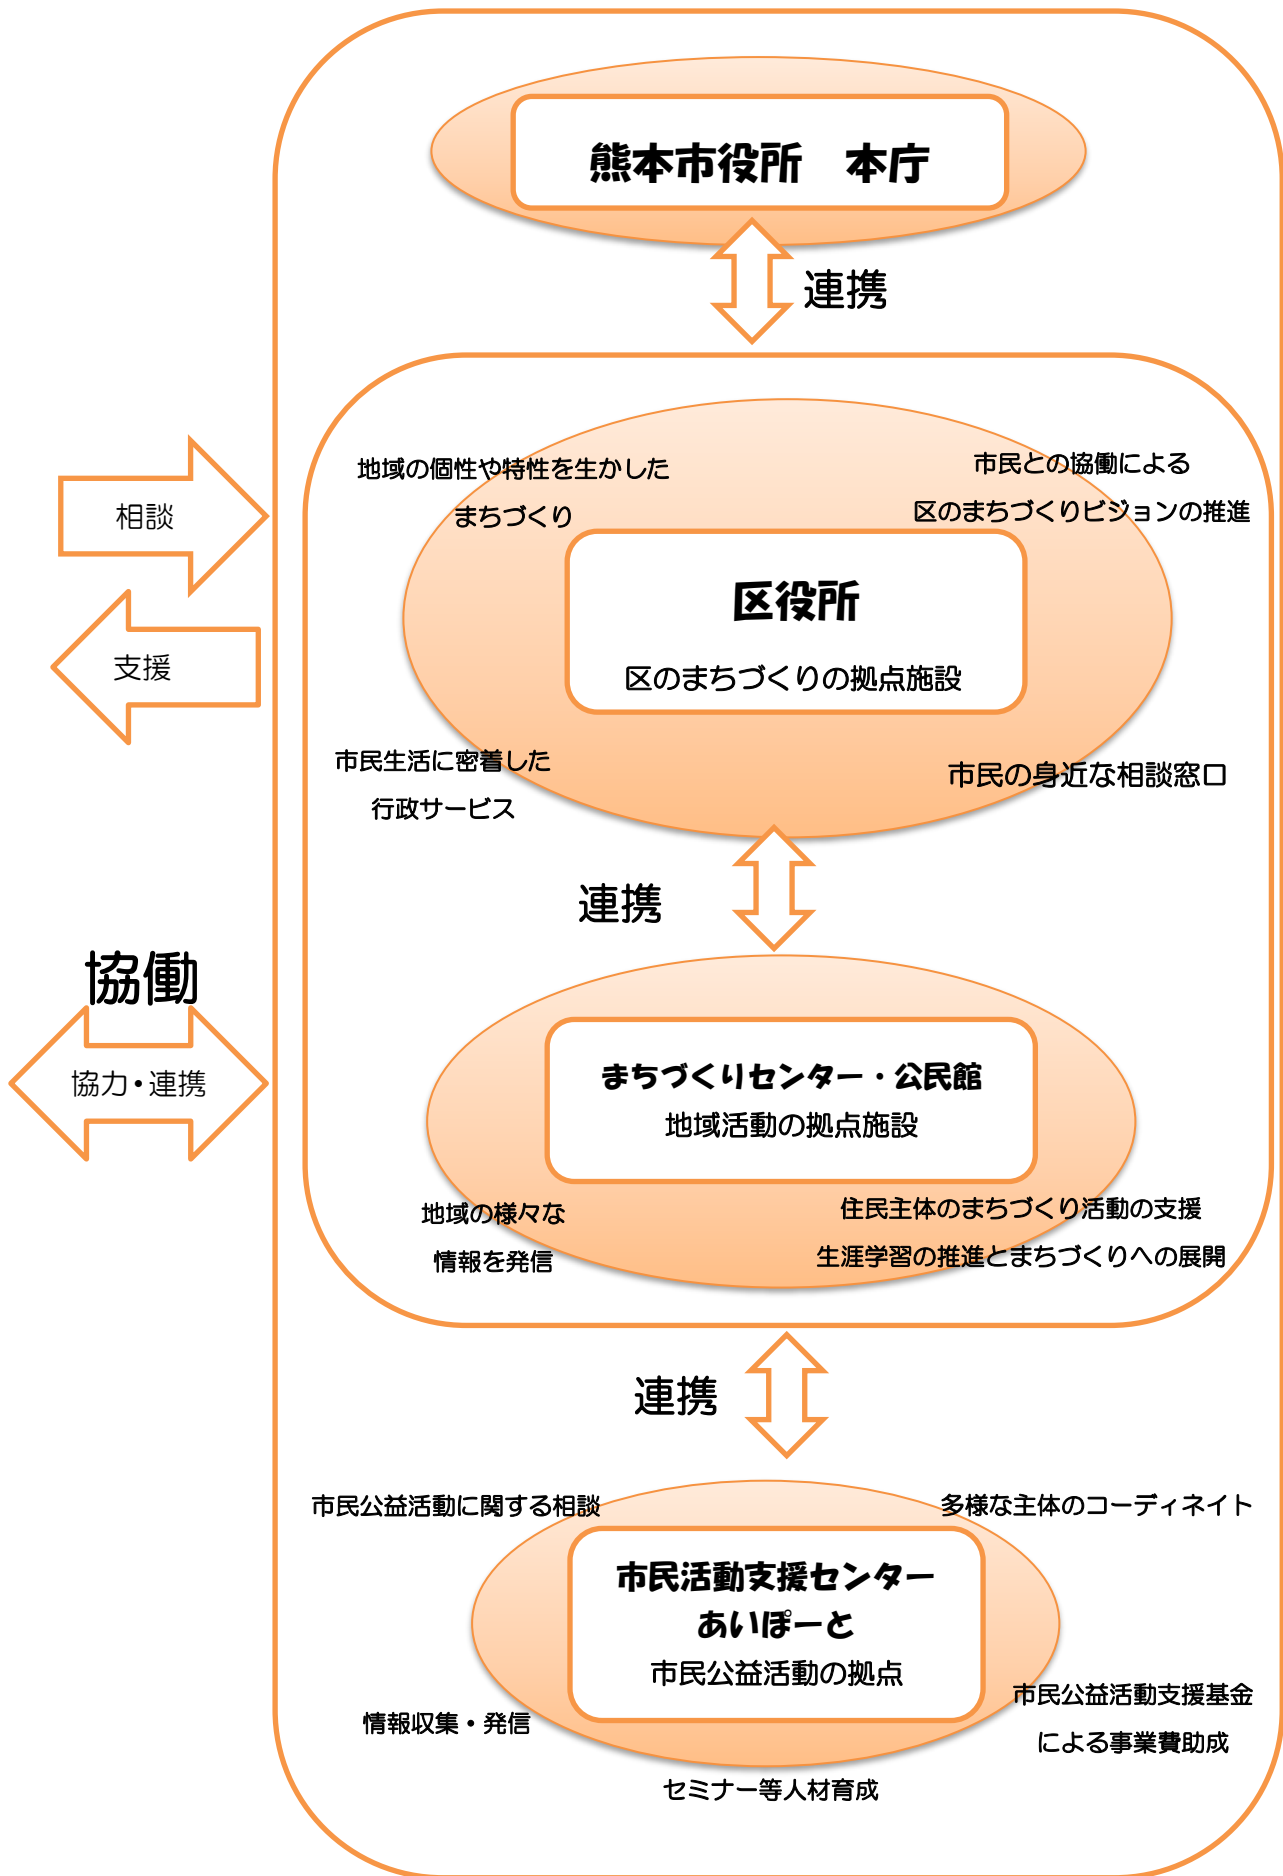 熊本市役所　本庁
連携
地域の個性や特性を生かした
まちづくり
市民との協働による
区のまちづくりビジョンの推進
相談
区役所
区のまちづくりの拠点施設
支援
市民生活に密着した
行政サービス
市民の身近な相談窓口
連携
協働
協力・連携
まちづくりセンター・公民館
地域活動の拠点施設
地域の様々な
情報を発信
住民主体のまちづくり活動の支援
生涯学習の推進とまちづくりへの展開
連携
市民公益活動に関する相談
多様な主体のコーディネイト
市民活動支援センター
あいぽーと
市民公益活動の拠点
情報収集・発信
市民公益活動支援基金
による事業費助成
セミナー等人材育成